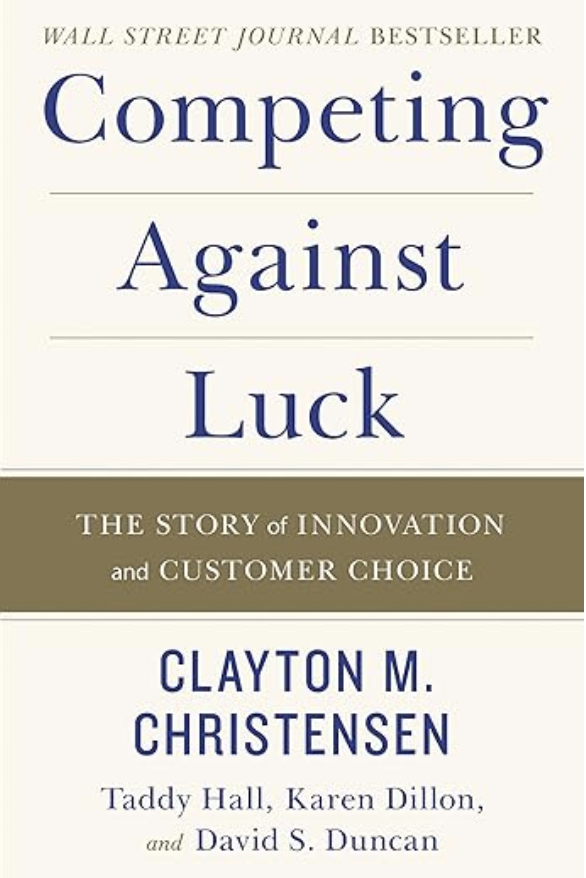 WALL STREET JOURNAL BESTSELLER
Competing
Against
Luck
THE STORY of INNOVATION
and CUSTOMER CHOICE
CLAYTON M.
CHRISTENSEN
Taddy Hall, Karen Dillon,
and David S. Duncan